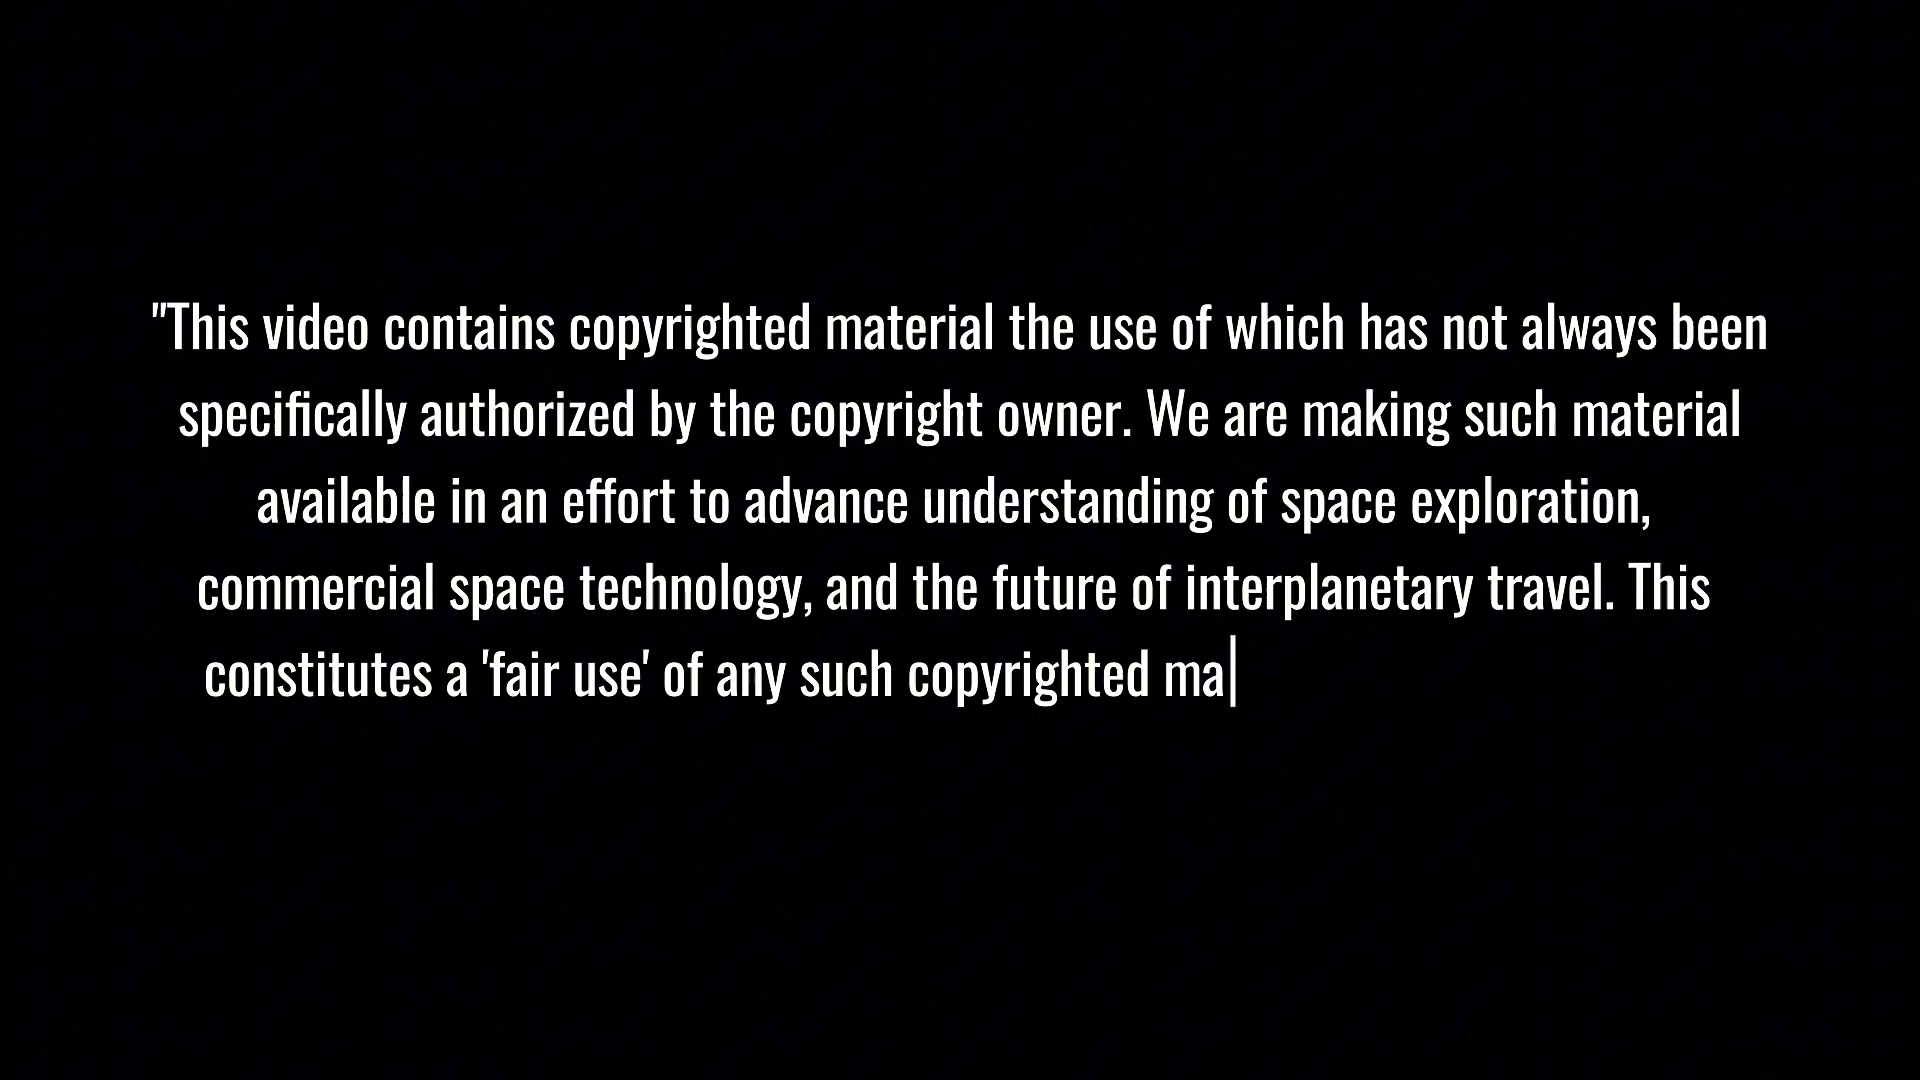 "This video contains copyrighted material the use of which has not always been
specifically authorized by the copyright owner. We are making such material
available in an effort to advance understanding of space exploration,
commercial space technology, and the future of interplanetary travel. This
constitutes a 'fair use' of any such copyrighted ma